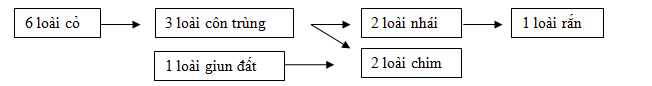 6 loài cỏ
3 loài côn trùng
2 loài nhái
1 loài rắn
1 loài giun đất
2 loài chim